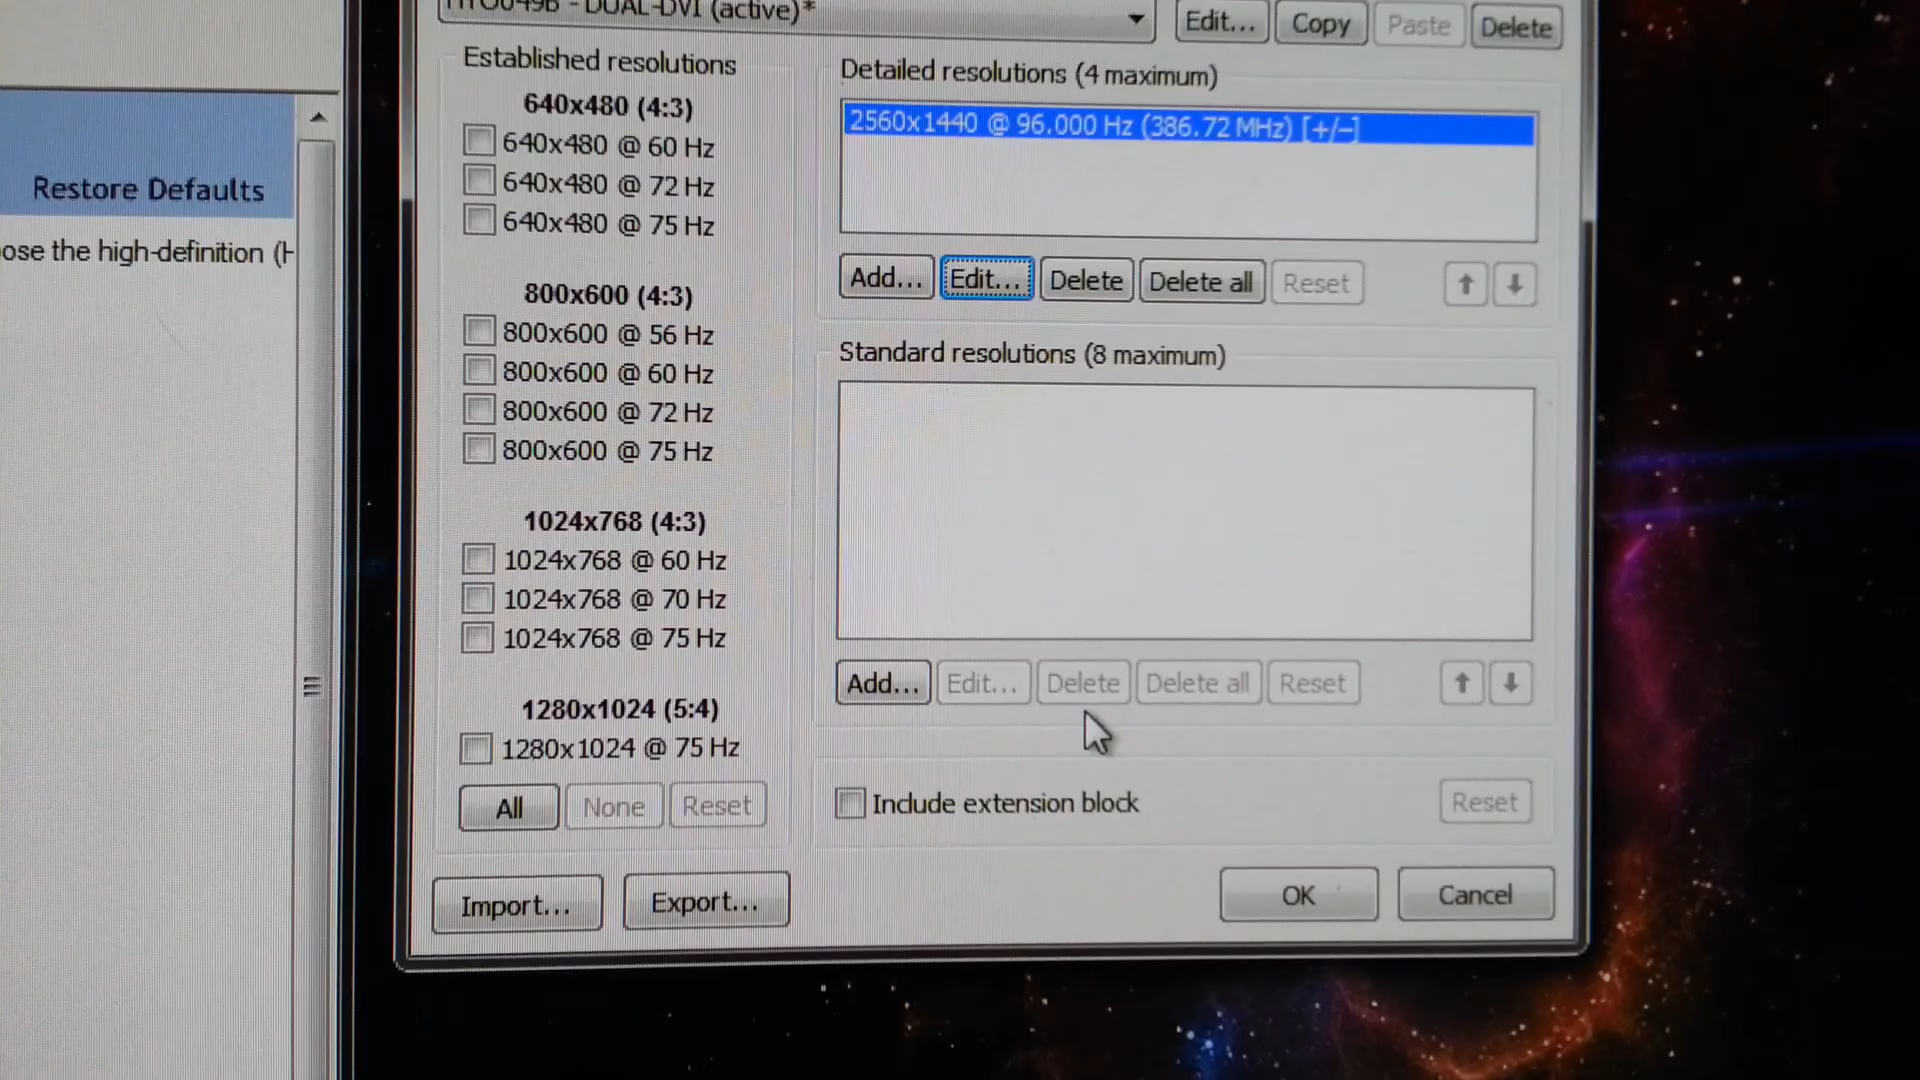 - DUAL-DVI (active)*
Edit... Copy Paste Delete
Established resolutions
640x480 (4:3)
640x480 @ 60 Hz
640x480 @ 72 Hz
640x480 @ 75 Hz
800x600 (4:3)
800x600 @ 56 Hz
800x600 @ 60 Hz
800x600 @ 72 Hz
800x600 @ 75 Hz
1024x768 (4:3)
1024x768 @ 60 Hz
1024x768 @ 70 Hz
1024x768 @ 75 Hz
1280x1024 (5:4)
1280x1024 @ 75 Hz
All None Reset
Import... Export...
Detailed resolutions (4 maximum)
2560x1440 @ 96.000 Hz (386.72 MHz) [+/-]
Add... Edit... Delete Delete all Reset
Standard resolutions (8 maximum)
Add... Edit... Delete Delete all Reset
Include extension block Reset
OK Cancel
Restore Defaults
ose the high-definition (H